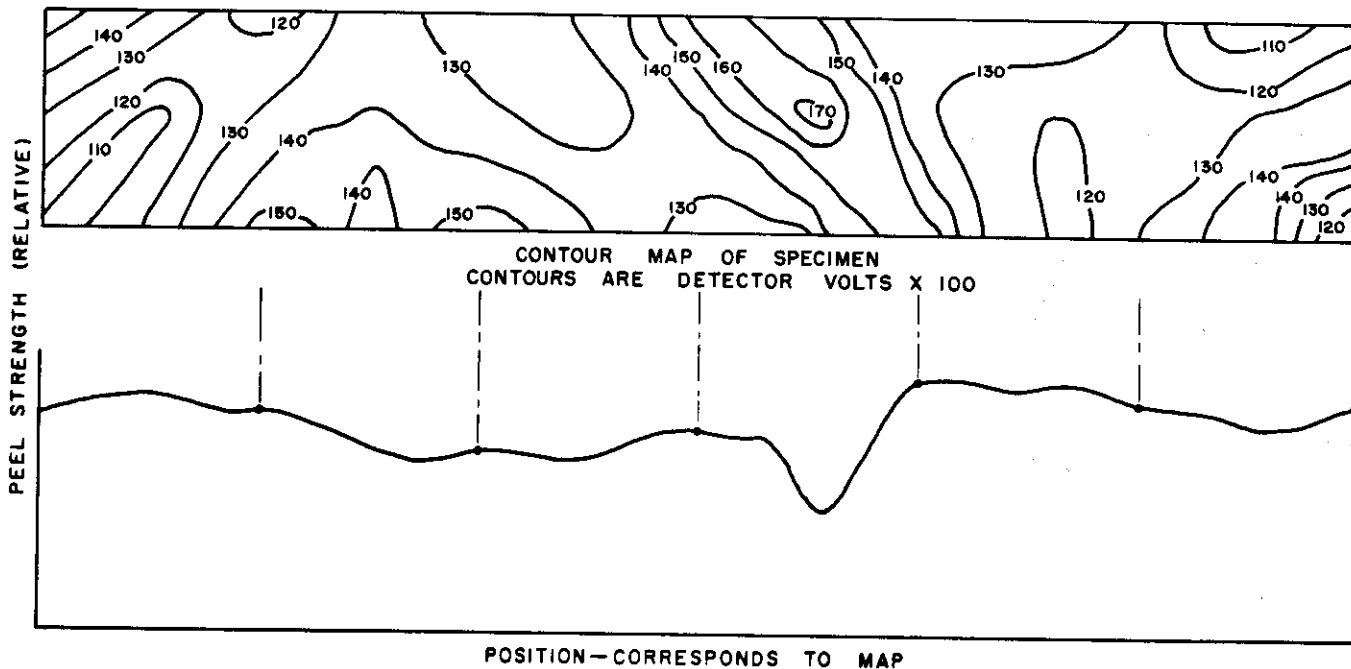 120 110
140 130 150 140
130 130 140 150 160 130
120 120
170
110 130 140 130
140 140
140 120 130
150 150 130 120
CONTOUR MAP OF SPECIMEN
CONTOURS ARE DETECTOR VOLTS X 100
PEEL STRENGTH (RELATIVE)
POSITION—CORRESPONDS TO MAP